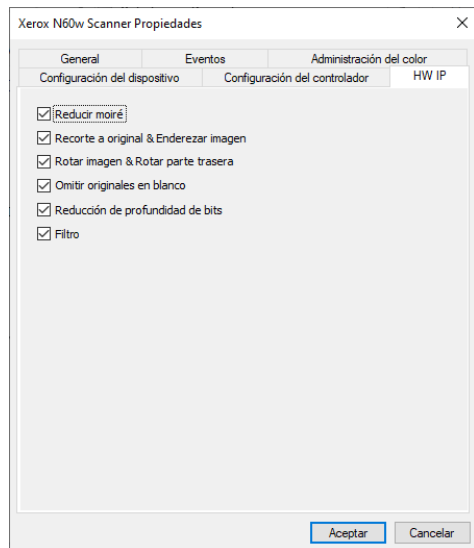 Xerox N60w Scanner Propiedades
General Eventos Administración del color
Configuración del dispositivo Configuración del controlador HW IP
Reducir moiré
Recorte a original & Enderezar imagen
Rotar imagen & Rotar parte trasera
Omitir originales en blanco
Reducción de profundidad de bits
Filtro
Aceptar Cancelar